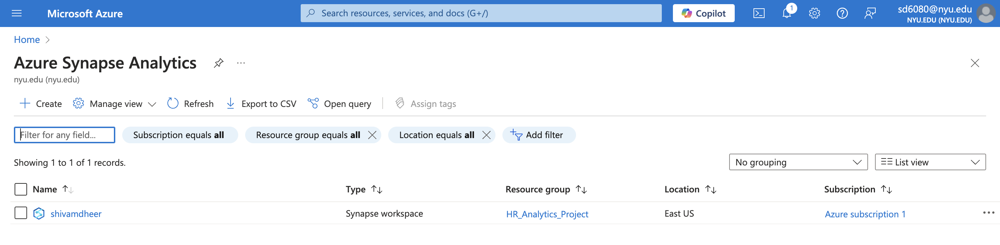 Microsoft Azure
Search resources, services, and docs (G+/)
Copilot
1
sd6080@nyu.edu
NYU.EDU (NYU.EDU)
Home
Azure Synapse Analytics
nyu.edu (nyu.edu)
Create Manage view Refresh Export to CSV Open query Assign tags
Filter for any field... Subscription equals all Resource group equals all Location equals all Add filter
Showing 1 to 1 of 1 records.
No grouping List view
Name Type Resource group Location Subscription
shivamdheer Synapse workspace HR_Analytics_Project East US Azure subscription 1